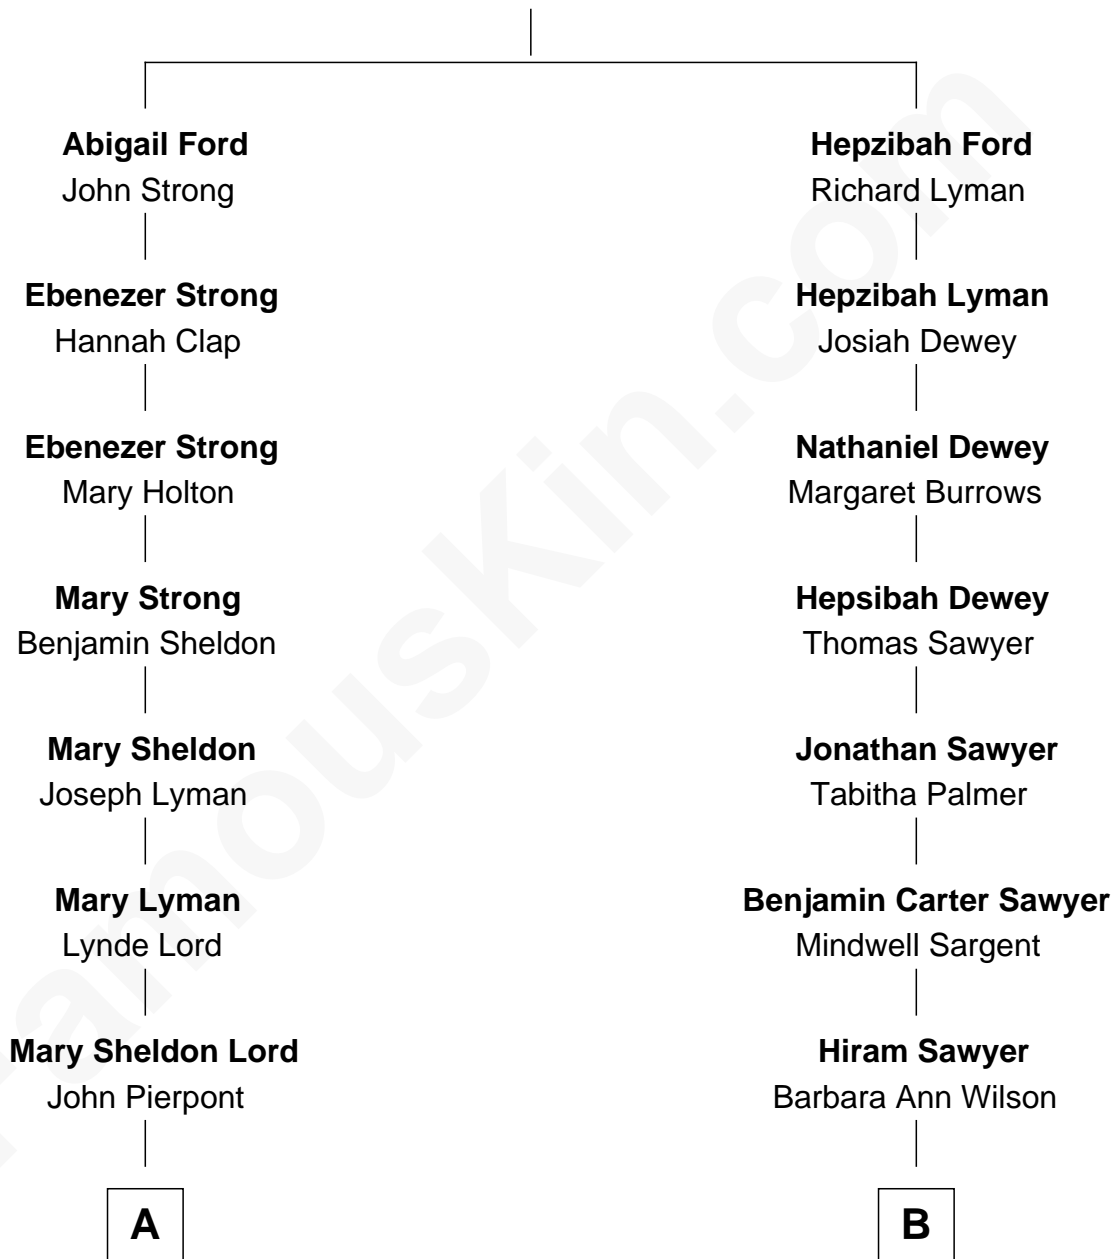 Abigail Ford
John Strong
Hepzibah Ford
Richard Lyman
Ebenezer Strong
Hannah Clap
Hepzibah Lyman
Josiah Dewey
Ebenezer Strong
Mary Holton
Nathaniel Dewey
Margaret Burrows
Mary Strong
Benjamin Sheldon
Hepsibah Dewey
Thomas Sawyer
Mary Sheldon
Joseph Lyman
Jonathan Sawyer
Tabitha Palmer
Mary Lyman
Lynde Lord
Benjamin Carter Sawyer
Mindwell Sargent
Mary Sheldon Lord
John Pierpont
Hiram Sawyer
Barbara Ann Wilson
A
B
FamousKin.com